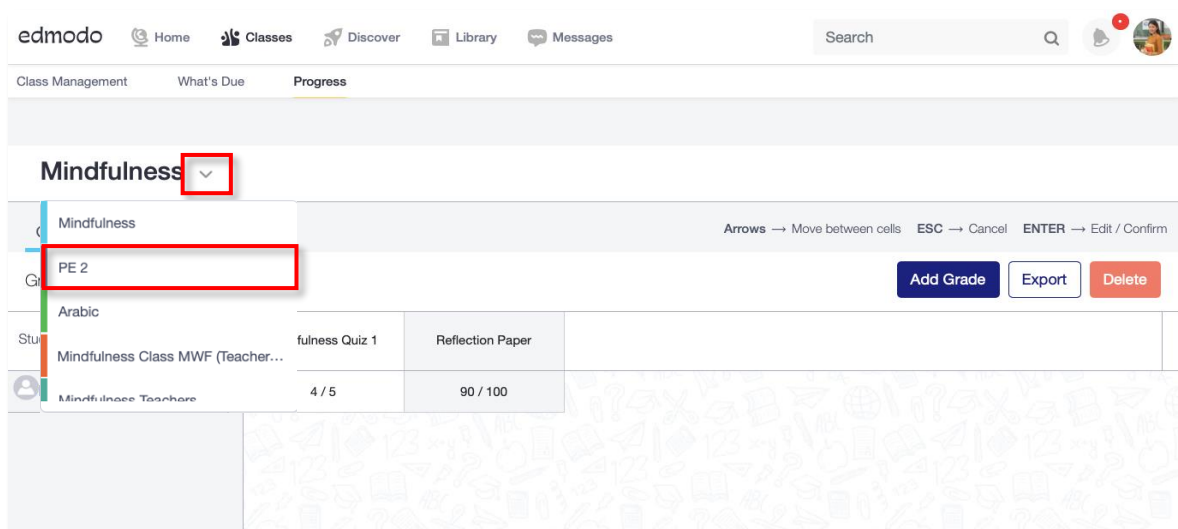 edmodo Home Classes Discover Library Messages Search
Class Management What's Due Progress
Mindfulness
Mindfulness
Arrows → Move between cells ESC → Cancel ENTER → Edit / Confirm
PE 2
Add Grade Export Delete
Arabic
fulness Quiz 1 Reflection Paper
Mindfulness Class MWF (Teacher...
Mindfulness Teachers
4 / 5 90 / 100